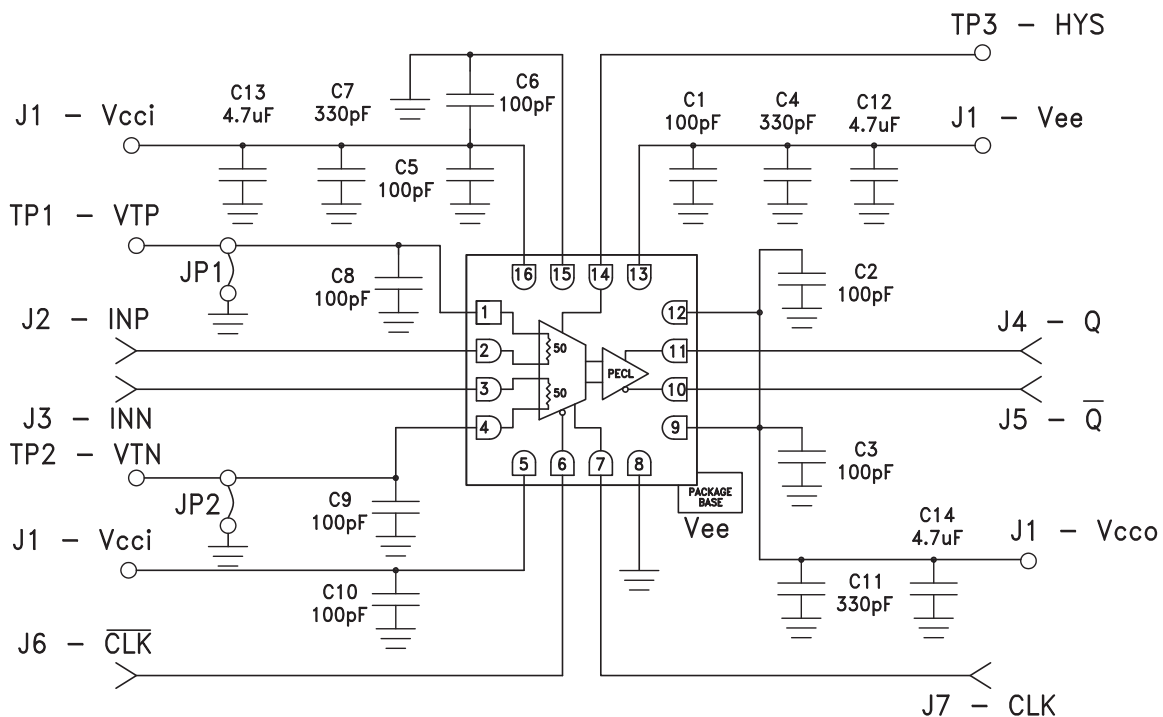 TP3 - HYS
C6
100pF
C13
4.7uF
C7
330pF
J1 - Vcci
C1
100pF
C4
330pF
C12
4.7uF
J1 - Vee
C5
100pF
TP1 - VTP
JP1
C8
100pF
16
15
14
13
C2
100pF
J2 - INP
1
12
J4 - Q
2
50
11
PECL
3
50
10
J3 - INN
J5 - Q̅
4
9
TP2 - VTN
5
6
7
8
C3
100pF
JP2
C9
100pF
PACKAGE
BASE
Vee
C14
4.7uF
J1 - Vcci
J1 - Vcco
C10
100pF
C11
330pF
J6 - C̅L̅K̅
J7 - CLK